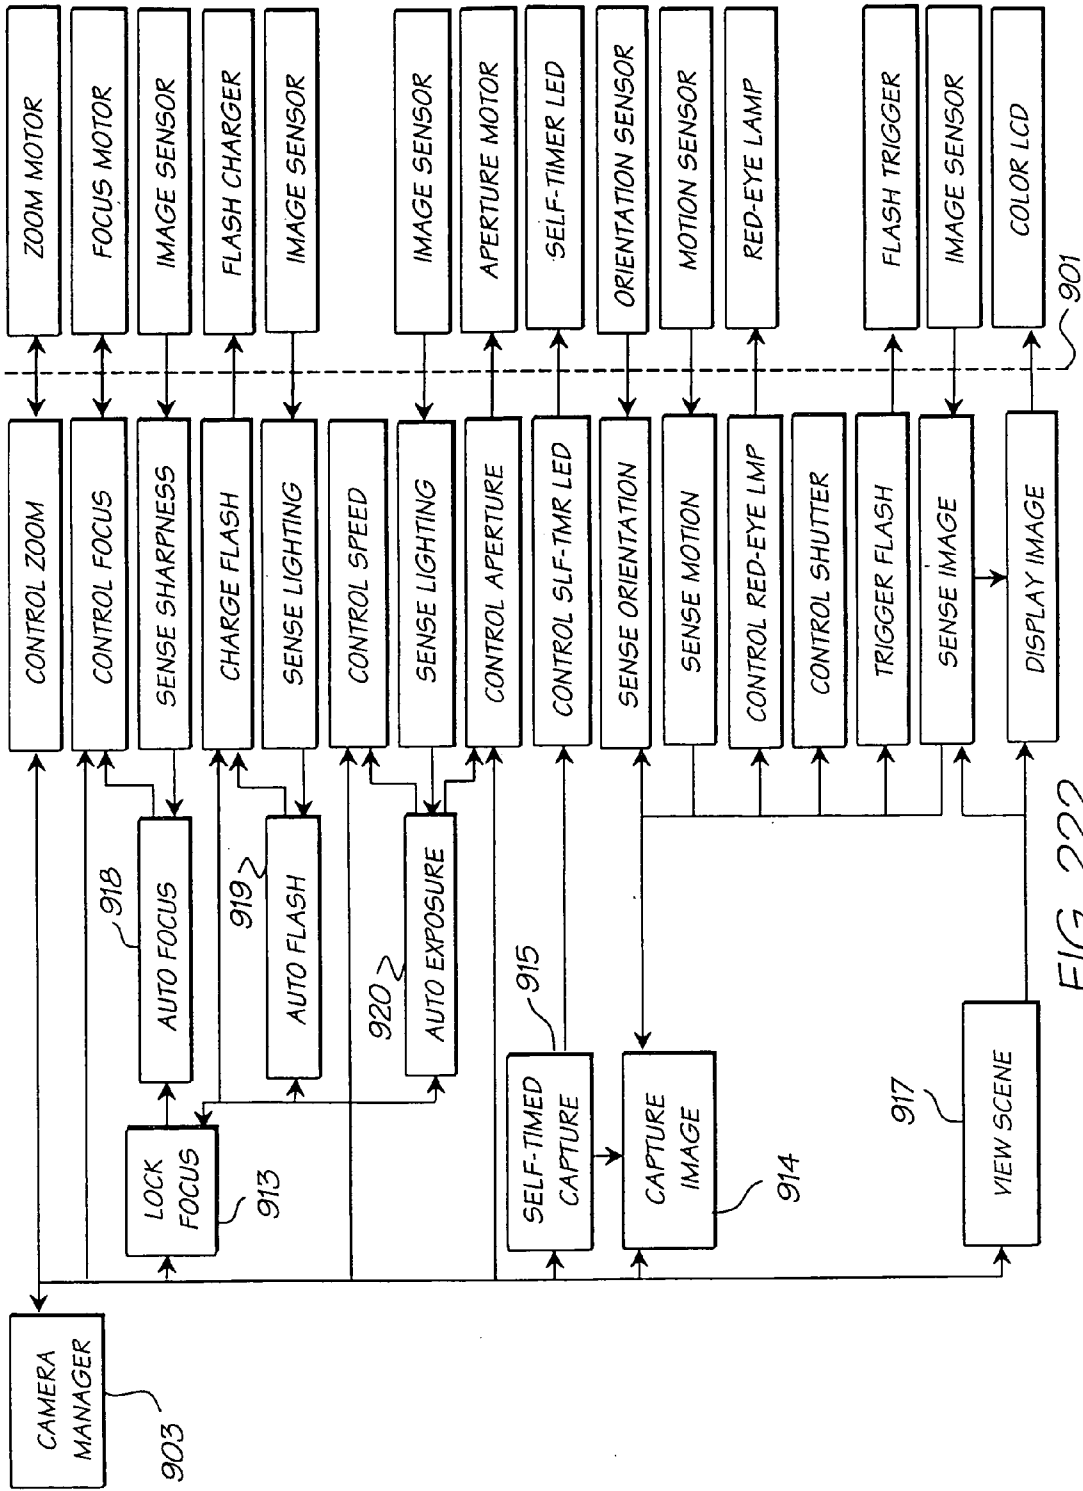 CAMERA
MANAGER
903
LOCK
FOCUS
913
SELF-TIMED
CAPTURE
915
CAPTURE
IMAGE
914
VIEW SCENE
917
AUTO FOCUS
918
AUTO FLASH
919
AUTO EXPOSURE
920
CONTROL ZOOM
CONTROL FOCUS
SENSE SHARPNESS
CHARGE FLASH
SENSE LIGHTING
CONTROL SPEED
SENSE LIGHTING
CONTROL APERTURE
CONTROL SLF-TMR LED
SENSE ORIENTATION
SENSE MOTION
CONTROL RED-EYE LMP
CONTROL SHUTTER
TRIGGER FLASH
SENSE IMAGE
DISPLAY IMAGE
ZOOM MOTOR
FOCUS MOTOR
IMAGE SENSOR
FLASH CHARGER
IMAGE SENSOR
IMAGE SENSOR
APERTURE MOTOR
SELF-TIMER LED
ORIENTATION SENSOR
MOTION SENSOR
RED-EYE LAMP
FLASH TRIGGER
IMAGE SENSOR
COLOR LCD
901
FIG. 222